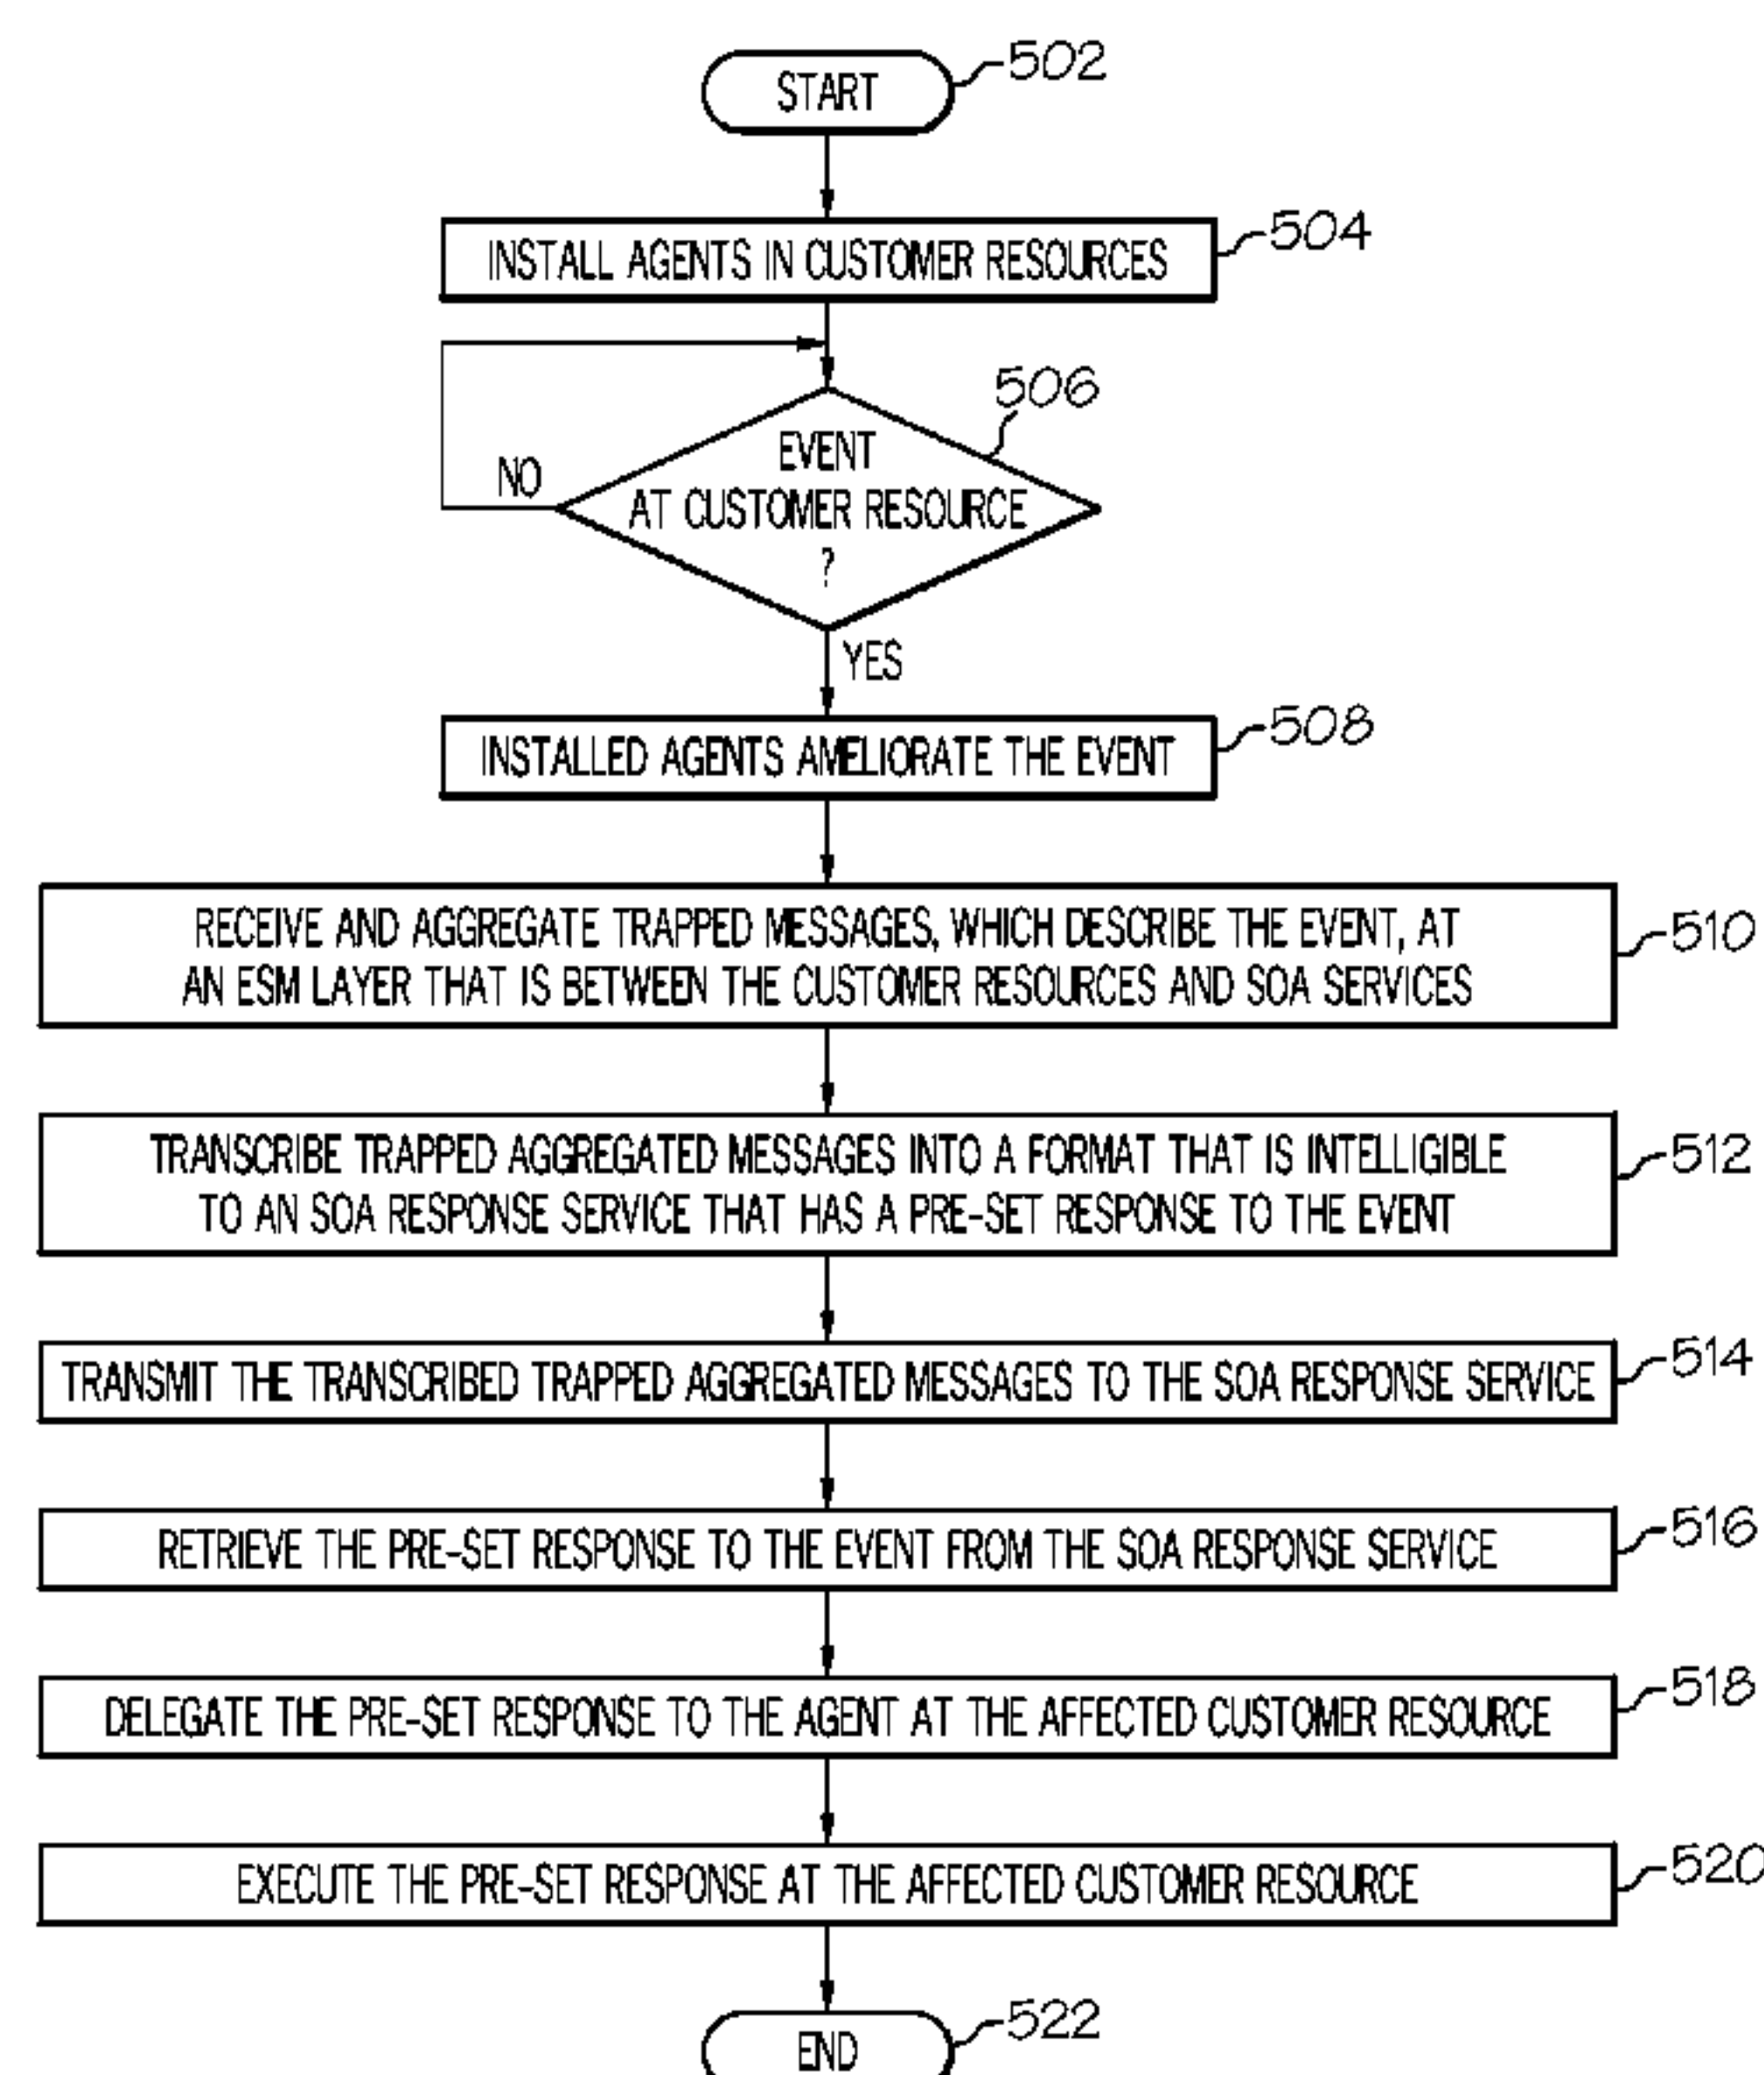 START
502
INSTALL AGENTS IN CUSTOMER RESOURCES
504
506
EVENT
AT CUSTOMER RESOURCE
?
NO
YES
INSTALLED AGENTS AMELIORATE THE EVENT
508
RECEIVE AND AGGREGATE TRAPPED MESSAGES, WHICH DESCRIBE THE EVENT, AT
AN ESM LAYER THAT IS BETWEEN THE CUSTOMER RESOURCES AND SOA SERVICES
510
TRANSCRIBE TRAPPED AGGREGATED MESSAGES INTO A FORMAT THAT IS INTELLIGIBLE
TO AN SOA RESPONSE SERVICE THAT HAS A PRE-SET RESPONSE TO THE EVENT
512
TRANSMIT THE TRANSCRIBED TRAPPED AGGREGATED MESSAGES TO THE SOA RESPONSE SERVICE
514
RETRIEVE THE PRE-SET RESPONSE TO THE EVENT FROM THE SOA RESPONSE SERVICE
516
DELEGATE THE PRE-SET RESPONSE TO THE AGENT AT THE AFFECTED CUSTOMER RESOURCE
518
EXECUTE THE PRE-SET RESPONSE AT THE AFFECTED CUSTOMER RESOURCE
520
END
522